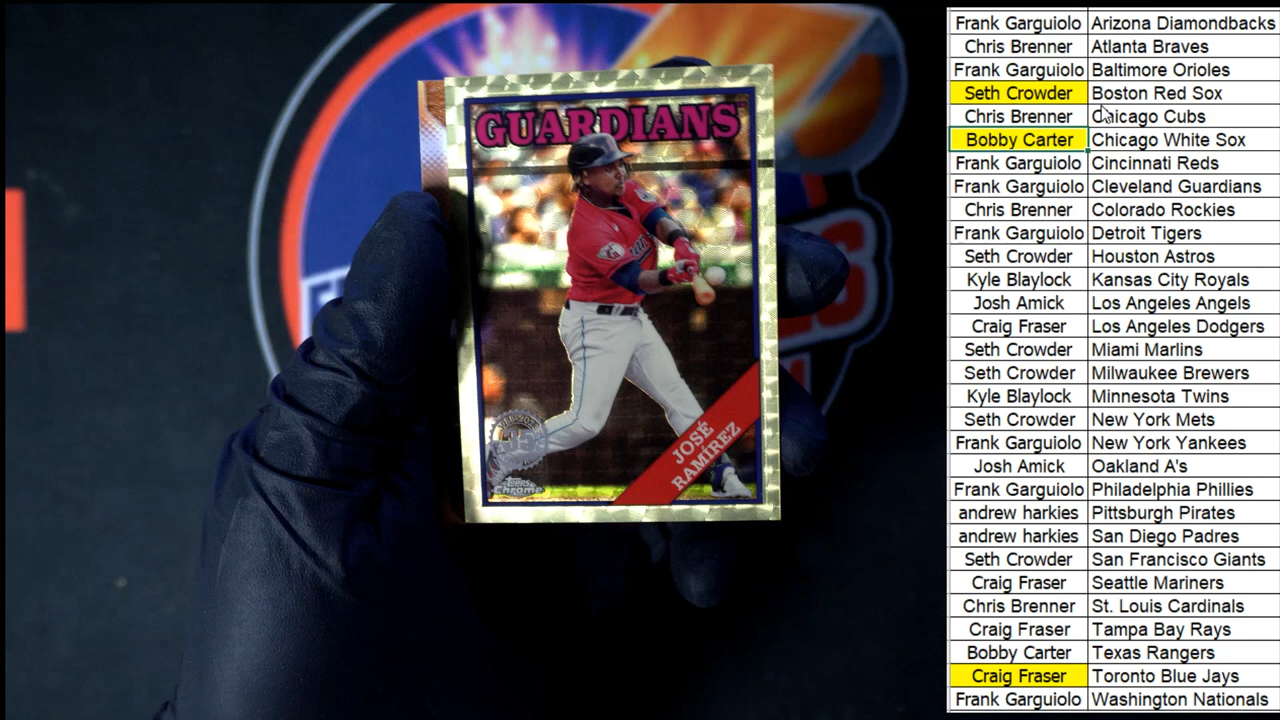 GUARDIANS
35
Topps
Chrome
JOSÉ
RAMÍREZ
Frank Garguiolo Arizona Diamondbacks
Chris Brenner Atlanta Braves
Frank Garguiolo Baltimore Orioles
Seth Crowder Boston Red Sox
Chris Brenner Chicago Cubs
Bobby Carter Chicago White Sox
Frank Garguiolo Cincinnati Reds
Frank Garguiolo Cleveland Guardians
Chris Brenner Colorado Rockies
Frank Garguiolo Detroit Tigers
Seth Crowder Houston Astros
Kyle Blaylock Kansas City Royals
Josh Amick Los Angeles Angels
Craig Fraser Los Angeles Dodgers
Seth Crowder Miami Marlins
Seth Crowder Milwaukee Brewers
Kyle Blaylock Minnesota Twins
Seth Crowder New York Mets
Frank Garguiolo New York Yankees
Josh Amick Oakland A's
Frank Garguiolo Philadelphia Phillies
andrew harkies Pittsburgh Pirates
andrew harkies San Diego Padres
Seth Crowder San Francisco Giants
Craig Fraser Seattle Mariners
Chris Brenner St. Louis Cardinals
Craig Fraser Tampa Bay Rays
Bobby Carter Texas Rangers
Craig Fraser Toronto Blue Jays
Frank Garguiolo Washington Nationals